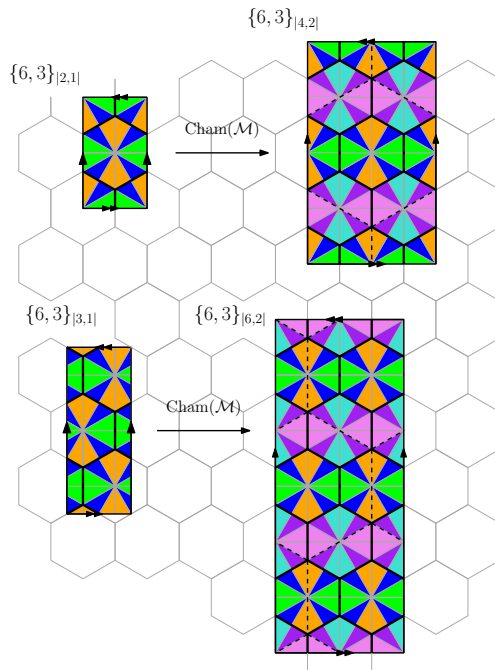 {6, 3}|4,2|
{6, 3}|2,1|
Cham(ℳ)
{6, 3}|3,1|
{6, 3}|6,2|
Cham(ℳ)